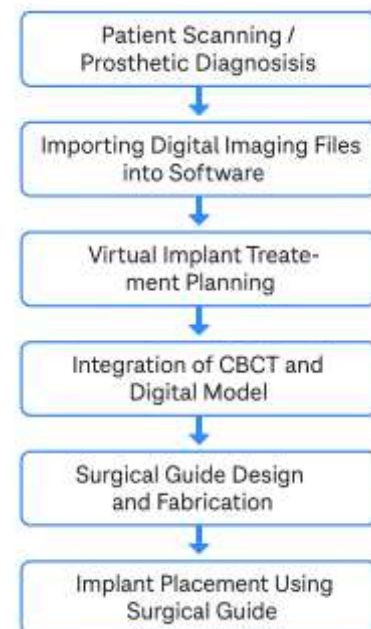 Patient Scanning /
Prosthetic Diagnosisis
Importing Digital Imaging Files
into Software
Virtual Implant Treate-
ment Planning
Integration of CBCT and
Digital Model
Surgical Guide Design
and Fabrication
Implant Placement Using
Surgical Guide